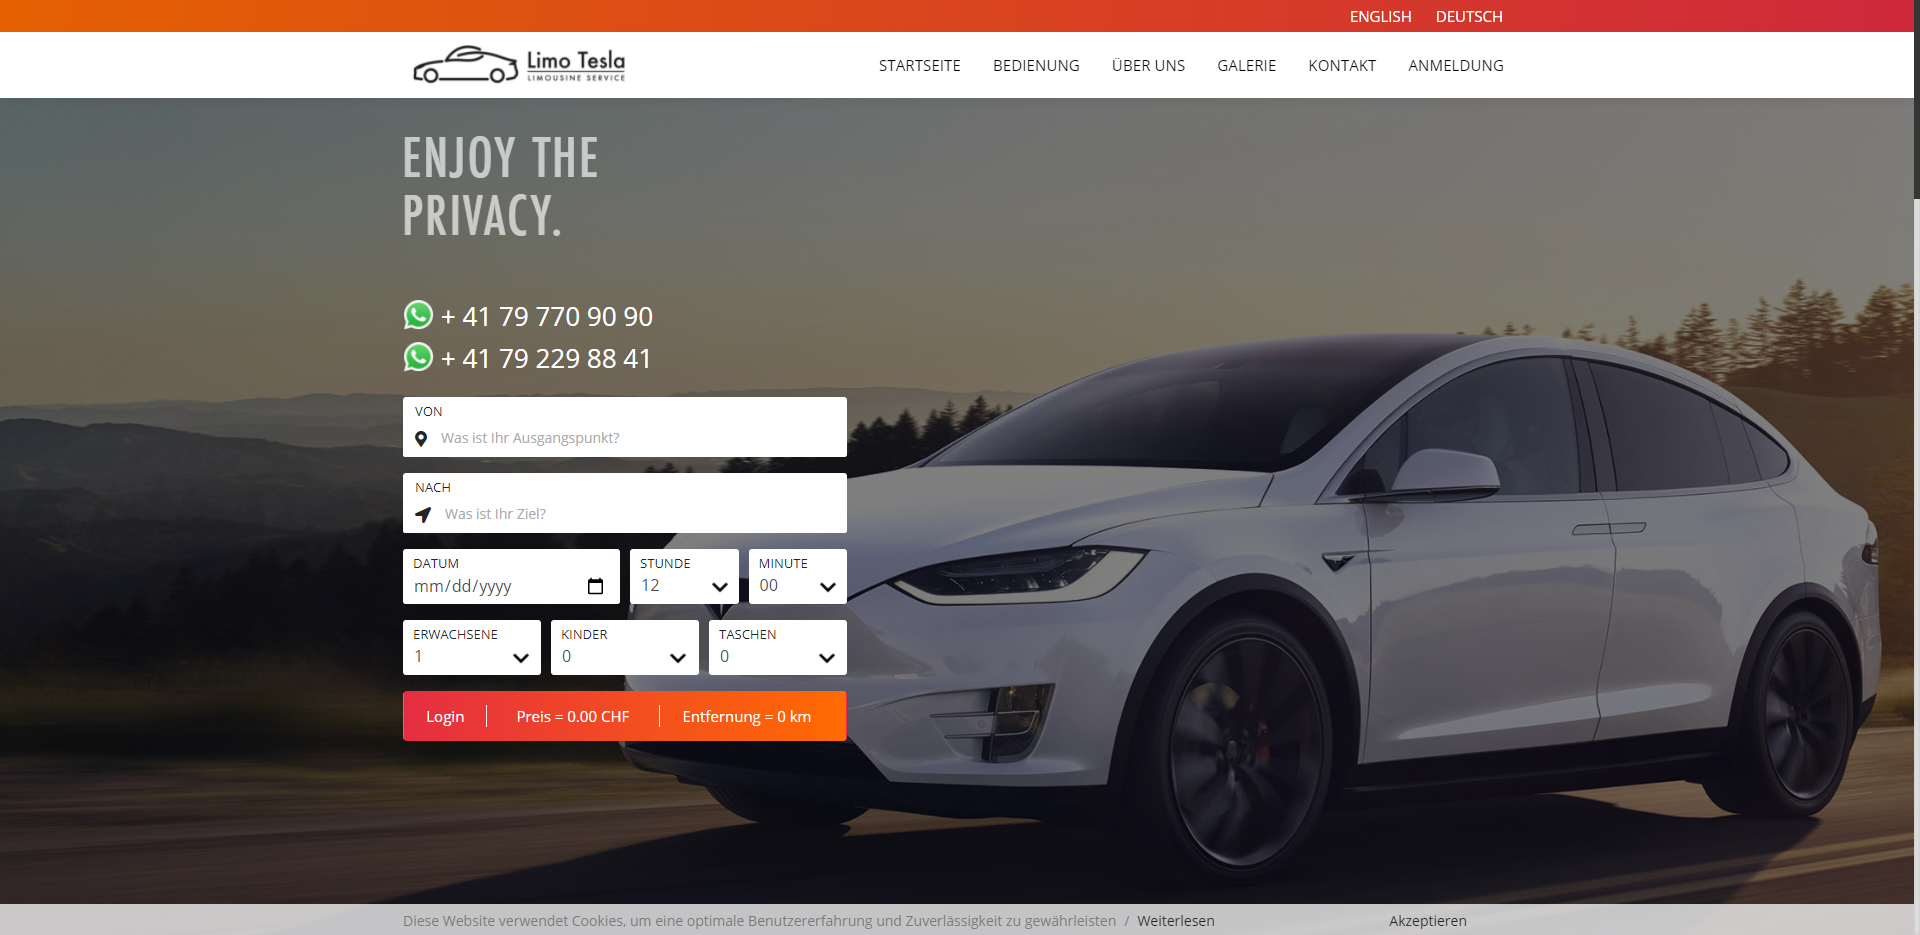 ENGLISH DEUTSCH
Limo Tesla
LIMOUSINE SERVICE
STARTSEITE BEDIENUNG ÜBER UNS GALERIE KONTAKT ANMELDUNG
ENJOY THE
PRIVACY.
+ 41 79 770 90 90
+ 41 79 229 88 41
VON
Was ist Ihr Ausgangspunkt?
NACH
Was ist Ihr Ziel?
DATUM STUNDE MINUTE
mm/dd/yyyy 12 00
ERWACHSENE KINDER TASCHEN
1 0 0
Login Preis = 0.00 CHF Entfernung = 0 km
Diese Website verwendet Cookies, um eine optimale Benutzererfahrung und Zuverlässigkeit zu gewährleisten / Weiterlesen Akzeptieren